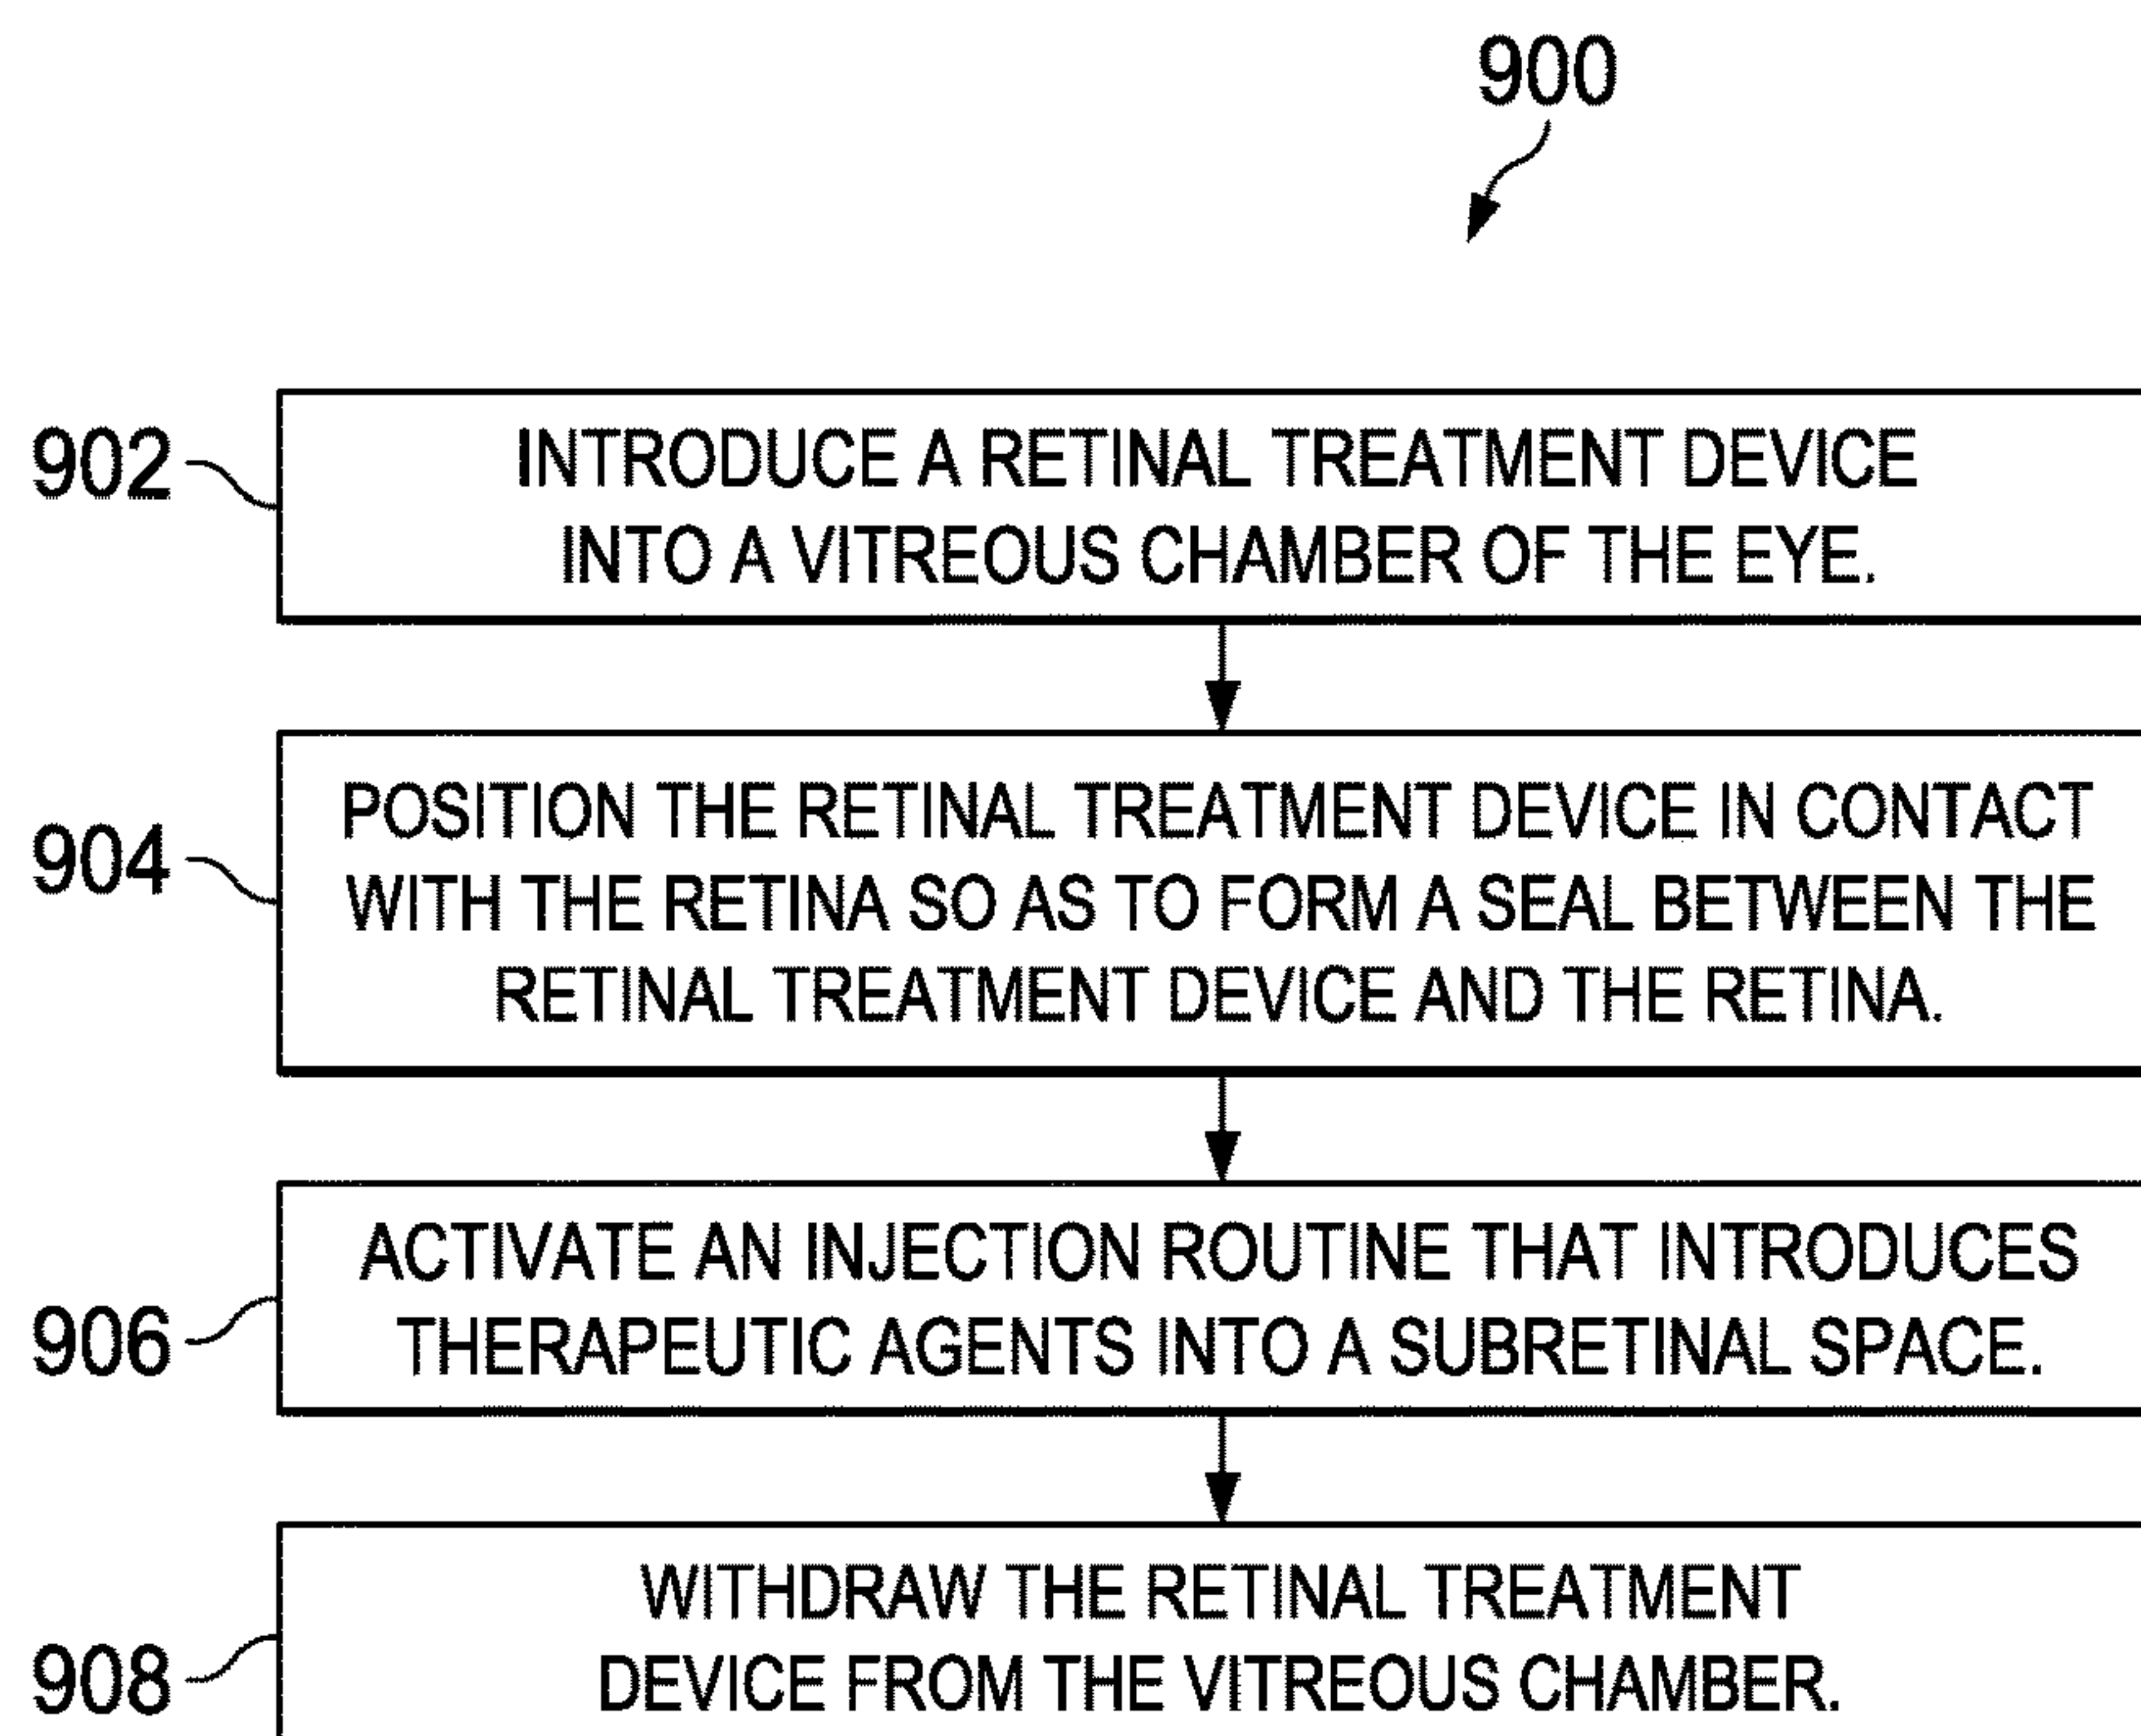 900
902
INTRODUCE A RETINAL TREATMENT DEVICE
INTO A VITREOUS CHAMBER OF THE EYE.
904
POSITION THE RETINAL TREATMENT DEVICE IN CONTACT
WITH THE RETINA SO AS TO FORM A SEAL BETWEEN THE
RETINAL TREATMENT DEVICE AND THE RETINA.
906
ACTIVATE AN INJECTION ROUTINE THAT INTRODUCES
THERAPEUTIC AGENTS INTO A SUBRETINAL SPACE.
908
WITHDRAW THE RETINAL TREATMENT
DEVICE FROM THE VITREOUS CHAMBER.